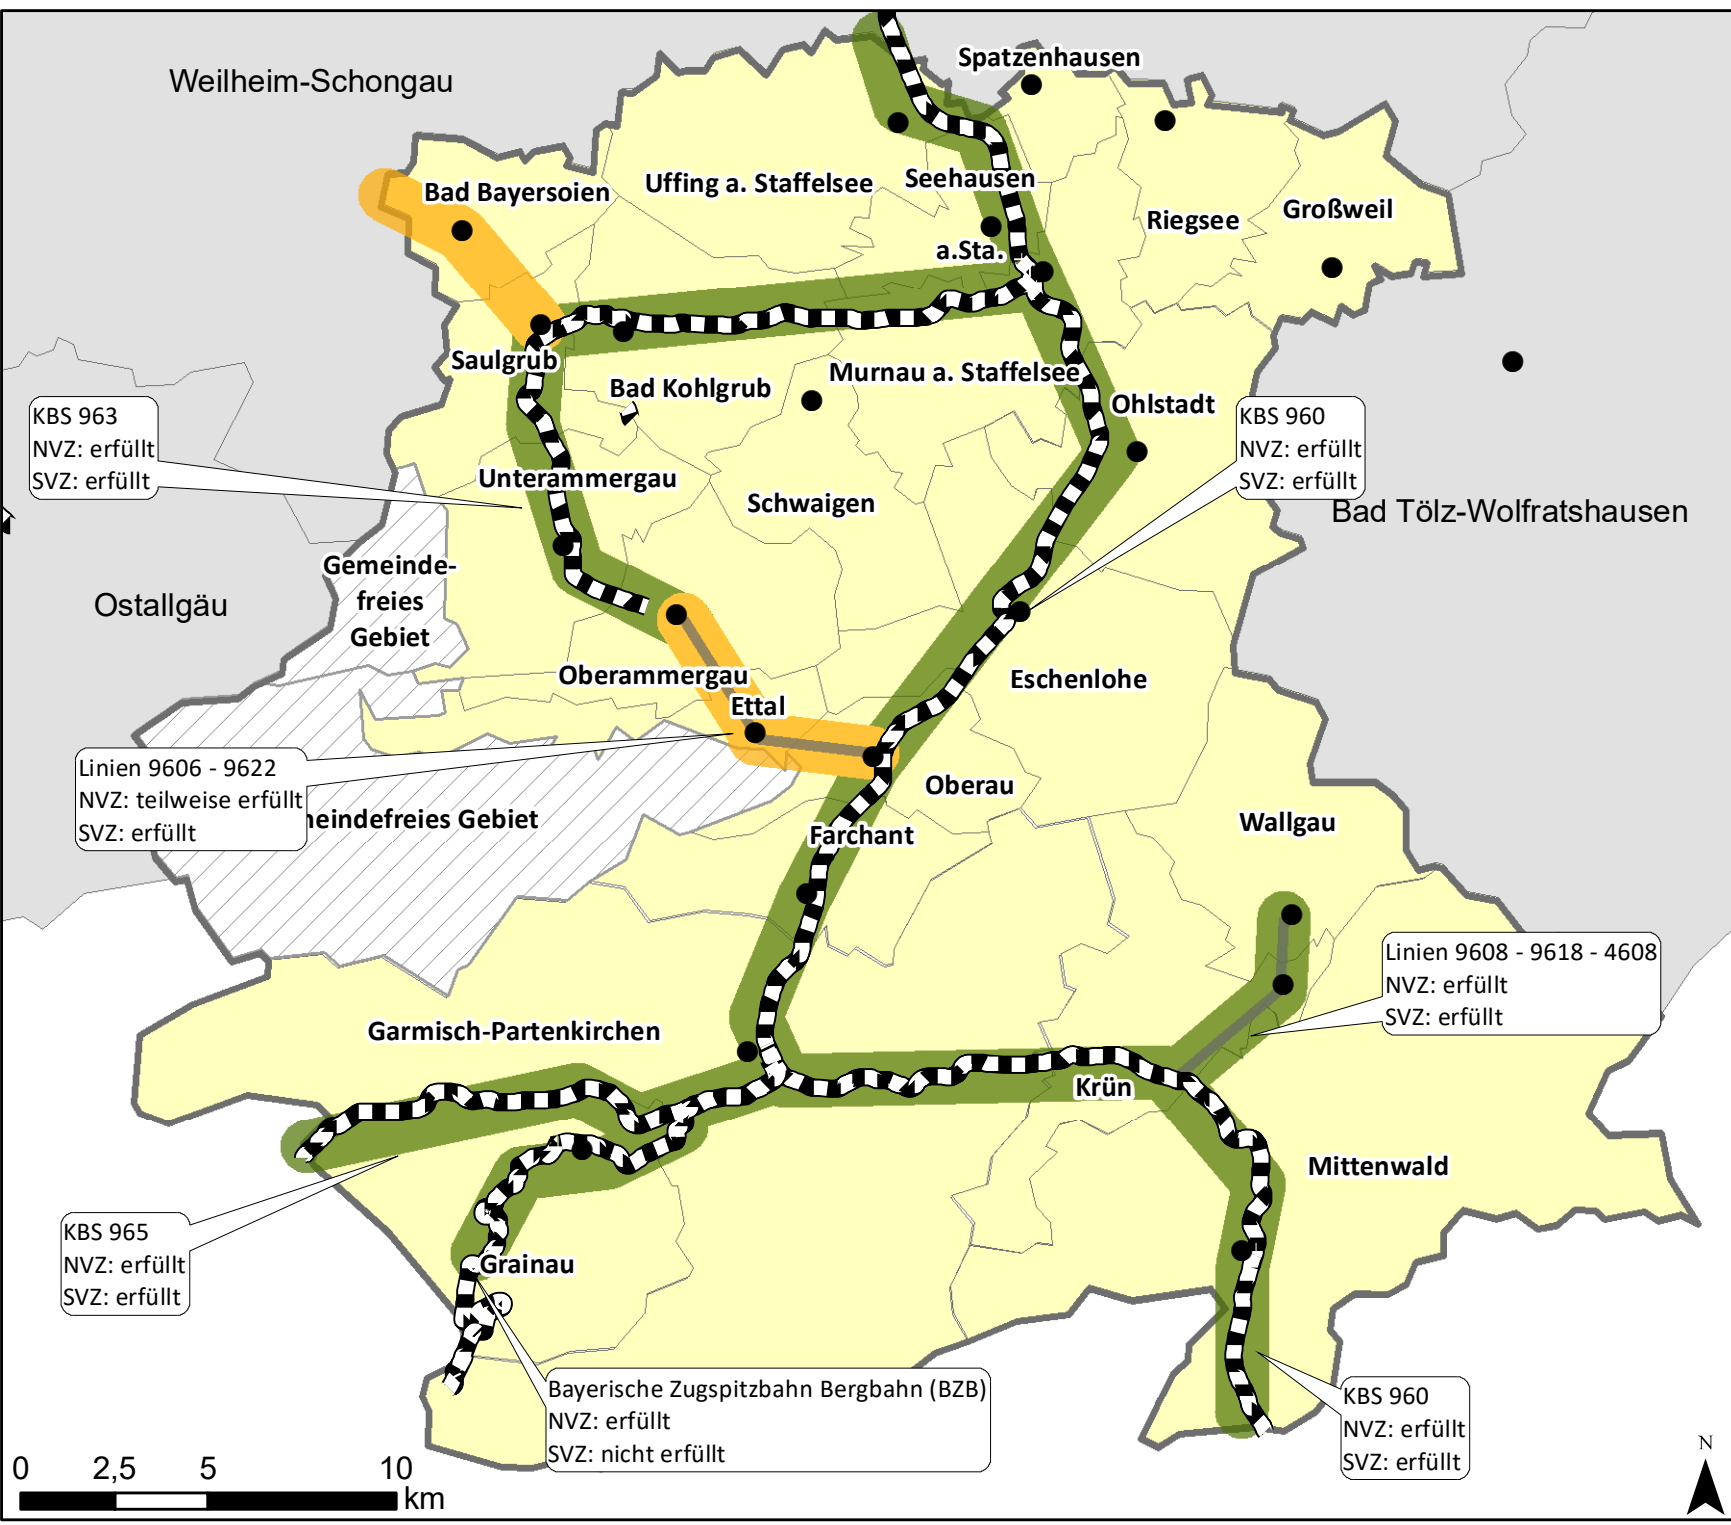 Spatzenhausen
Weilheim-Schongau
Bad Bayersoien
Uffing a. Staffelsee
Seehausen
a.Sta.
Riegsee
Großweil
Saulgrub
Bad Kohlgrub
Murnau a. Staffelsee
Ohlstadt
KBS 963
NVZ: erfüllt
SVZ: erfüllt
KBS 960
NVZ: erfüllt
SVZ: erfüllt
Unterammergau
Schwaigen
Bad Tölz-Wolfratshausen
Gemeinde-
freies
Gebiet
Ostallgäu
Oberammergau
Ettal
Eschenlohe
Linien 9606 - 9622
NVZ: teilweise erfüllt
SVZ: erfüllt
neindefreies Gebiet
Oberau
Farchant
Wallgau
Linien 9608 - 9618 - 4608
NVZ: erfüllt
SVZ: erfüllt
Garmisch-Partenkirchen
Krün
Mittenwald
KBS 965
NVZ: erfüllt
SVZ: erfüllt
Grainau
Bayerische Zugspitzbahn Bergbahn (BZB)
NVZ: erfüllt
SVZ: nicht erfüllt
KBS 960
NVZ: erfüllt
SVZ: erfüllt
0 2,5 5 10
km
N